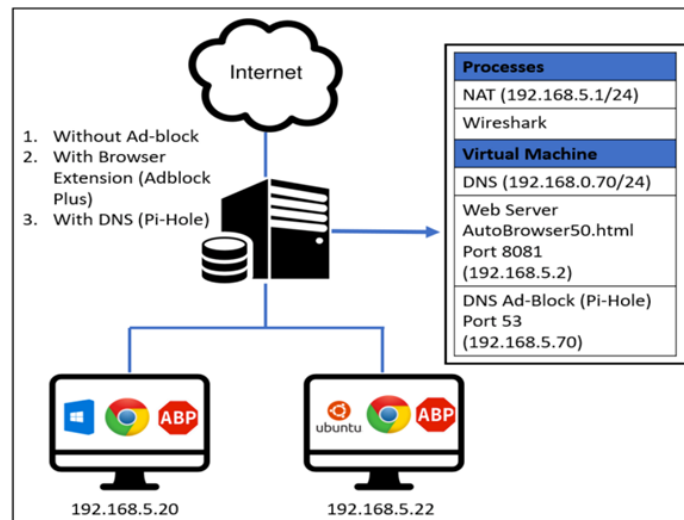 Internet
1. Without Ad-block
2. With Browser
Extension (Adblock
Plus)
3. With DNS (Pi-Hole)
Processes
NAT (192.168.5.1/24)
Wireshark
Virtual Machine
DNS (192.168.0.70/24)
Web Server
AutoBrowser50.html
Port 8081
(192.168.5.2)
DNS Ad-Block (Pi-Hole)
Port 53
(192.168.5.70)
ABP
ubuntu
ABP
192.168.5.20
192.168.5.22